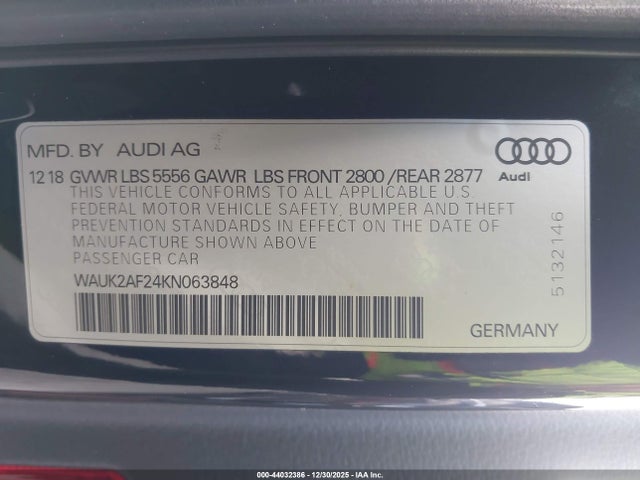 MFD. BY AUDI AG
Audi
12 18 GVWR LBS 5556 GAWR LBS FRONT 2800 /REAR 2877
THIS VEHICLE CONFORMS TO ALL APPLICABLE U.S.
FEDERAL MOTOR VEHICLE SAFETY, BUMPER AND THEFT
PREVENTION STANDARDS IN EFFECT ON THE DATE OF
MANUFACTURE SHOWN ABOVE
PASSENGER CAR
WAUK2AF24KN063848
5132146
GERMANY
000-44032386 - 12/30/2025 - IAA Inc.